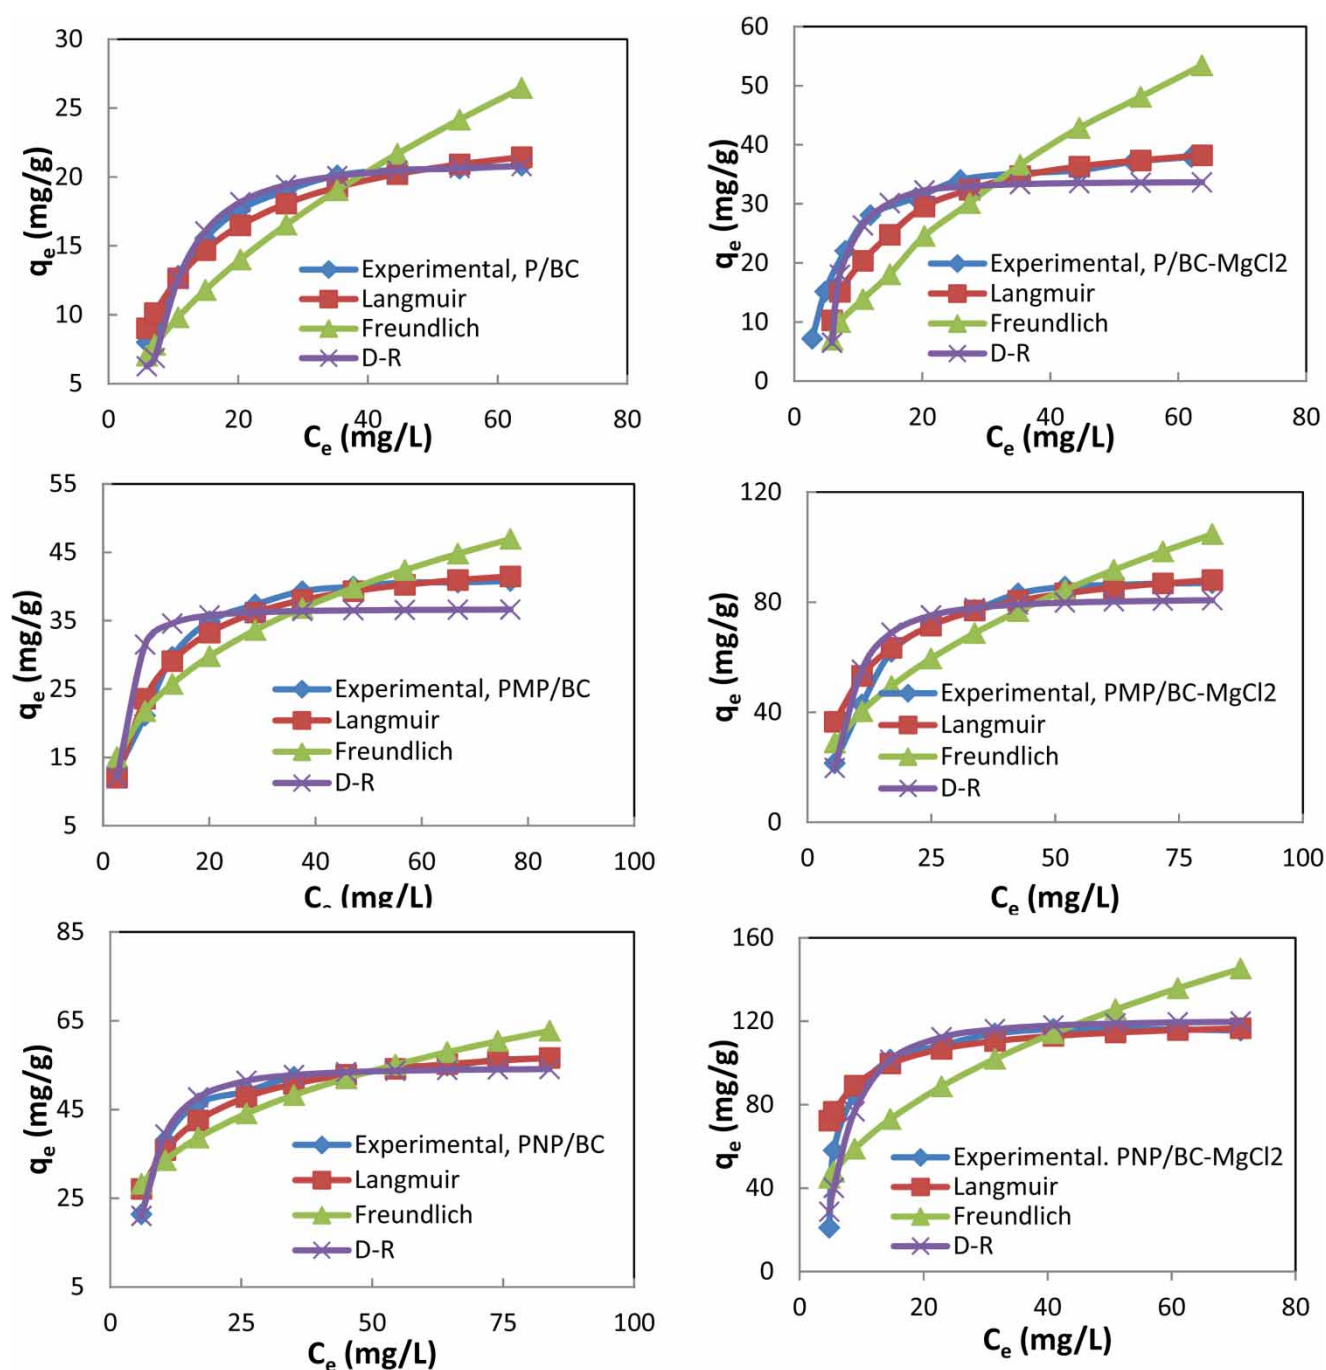 30
25
20
15
10
5
q_e (mg/g)
Experimental, P/BC
Langmuir
Freundlich
D-R
0 20 40 60 80
C_e (mg/L)
60
50
40
30
20
10
0
q_e (mg/g)
Experimental, P/BC-MgCl2
Langmuir
Freundlich
D-R
0 20 40 60 80
C_e (mg/L)
55
45
35
25
15
5
q_e (mg/g)
Experimental, PMP/BC
Langmuir
Freundlich
D-R
0 20 40 60 80 100
C_e (mg/L)
120
80
40
0
q_e (mg/g)
Experimental, PMP/BC-MgCl2
Langmuir
Freundlich
D-R
0 25 50 75 100
C_e (mg/L)
85
65
45
25
5
q_e (mg/g)
Experimental, PNP/BC
Langmuir
Freundlich
D-R
0 25 50 75 100
C_e (mg/L)
160
120
80
40
0
q_e (mg/g)
Experimental. PNP/BC-MgCl2
Langmuir
Freundlich
D-R
0 20 40 60 80
C_e (mg/L)